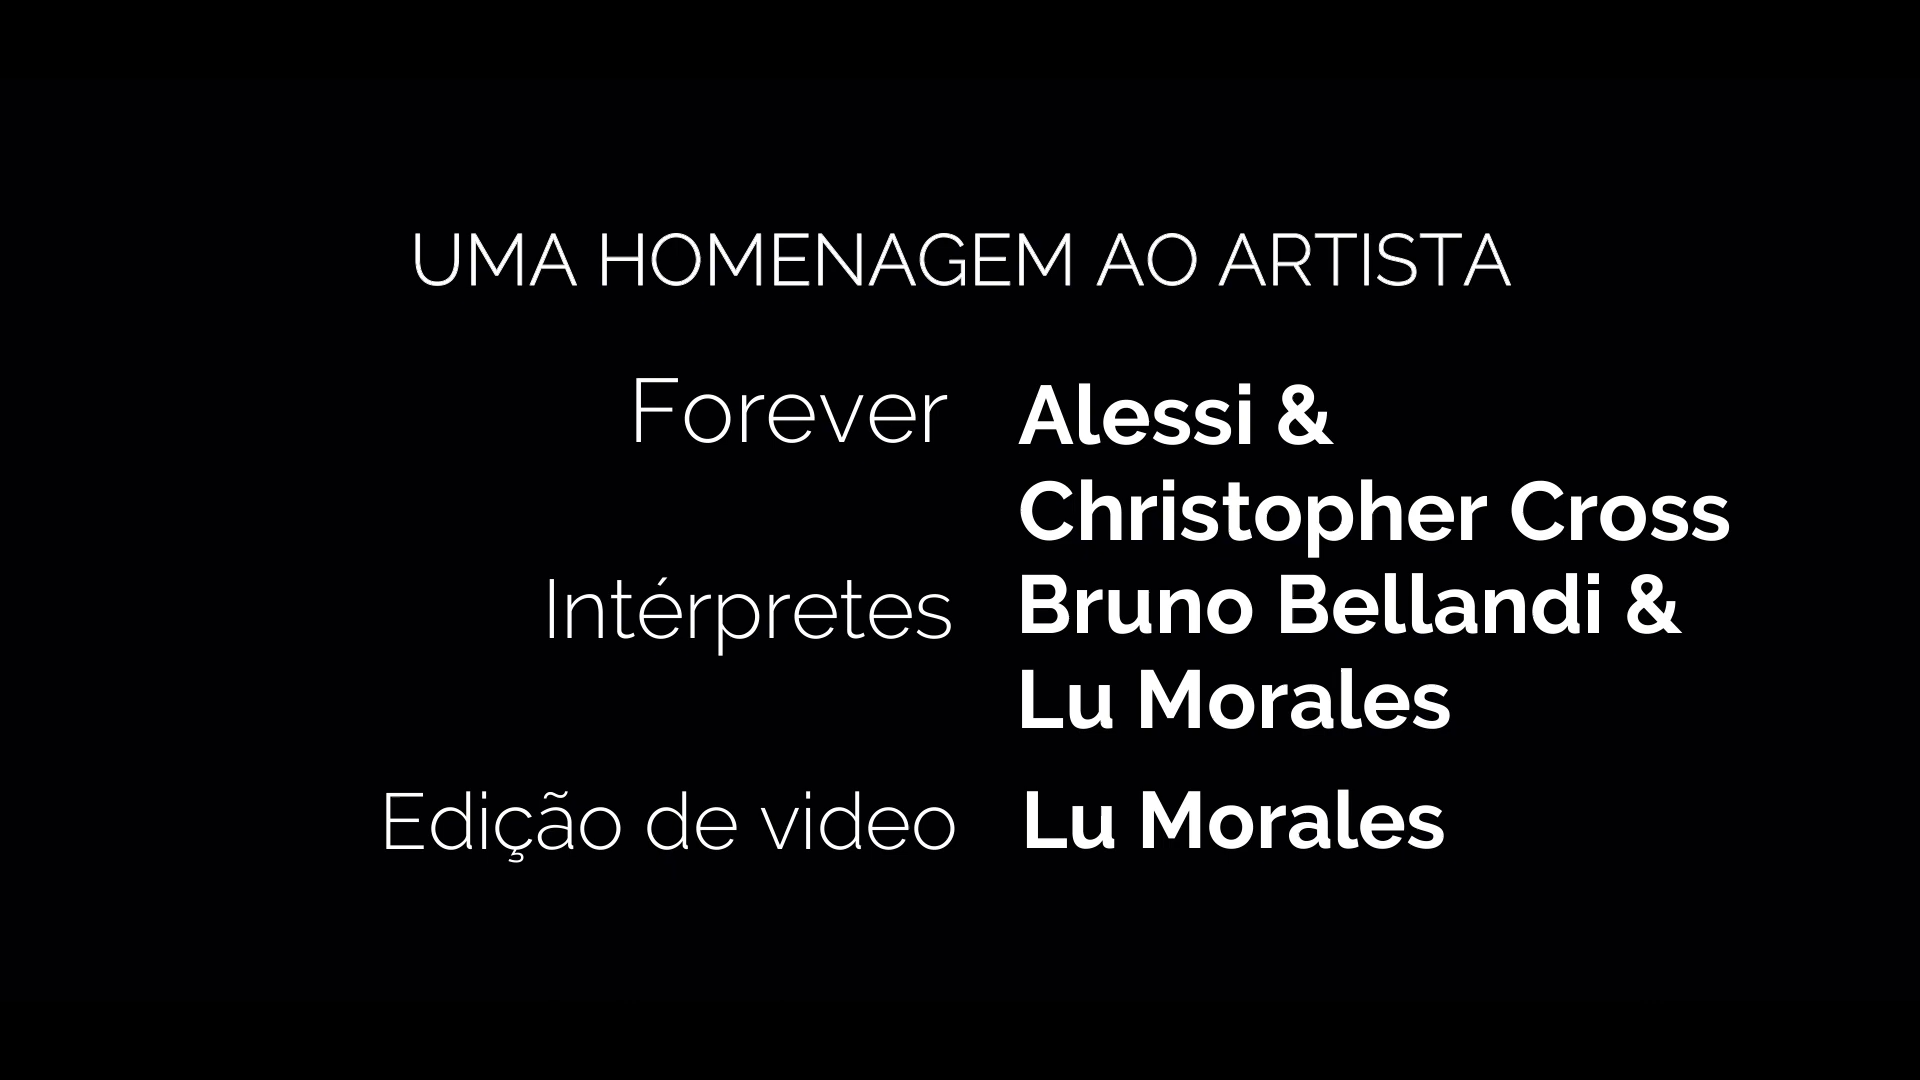 UMA HOMENAGEM AO ARTISTA
Forever Alessi &
Christopher Cross
Intérpretes Bruno Bellandi &
Lu Morales
Edição de video Lu Morales